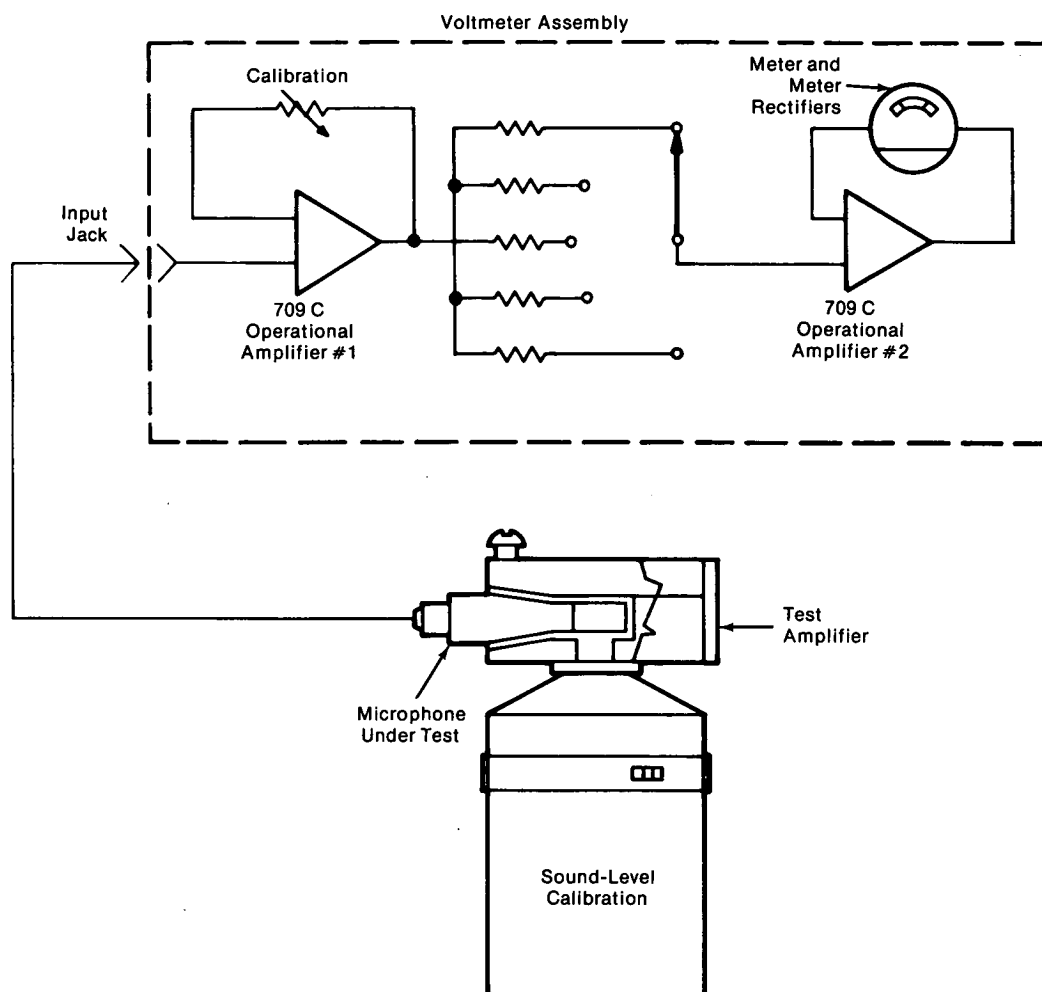 Voltmeter Assembly
Calibration
Meter and
Meter
Rectifiers
Input
Jack
709 C
Operational
Amplifier #1
709 C
Operational
Amplifier #2
Test
Amplifier
Microphone
Under Test
Sound-Level
Calibration